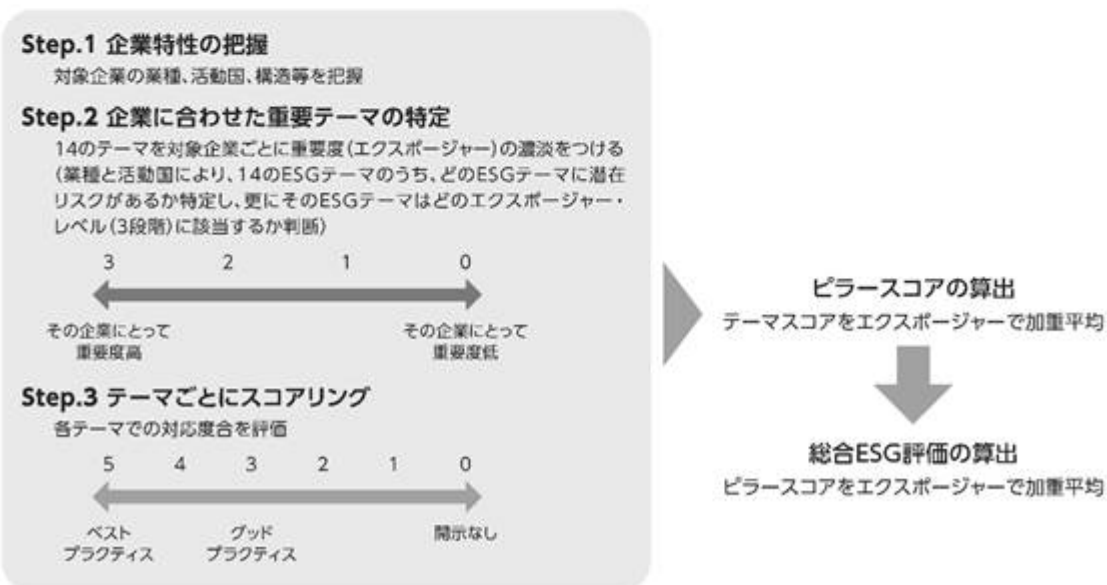 Step.1 企業特性の把握
対象企業の業種、活動国、構造等を把握
Step.2 企業に合わせた重要テーマの特定
14のテーマを対象企業ごとに重要度(エクスポージャー)の濃淡をつける
(業種と活動国により、14のESGテーマのうち、どのESGテーマに潜在
リスクがあるか特定し、更にそのESGテーマはどのエクスポージャー・
レベル(3段階)に該当するか判断)
3 2 1 0
その企業にとって
重要度高
その企業にとって
重要度低
Step.3 テーマごとにスコアリング
各テーマでの対応度合を評価
5 4 3 2 1 0
ベスト
プラクティス
グッド
プラクティス
開示なし
ピラースコアの算出
テーマスコアをエクスポージャーで加重平均
総合ESG評価の算出
ピラースコアをエクスポージャーで加重平均